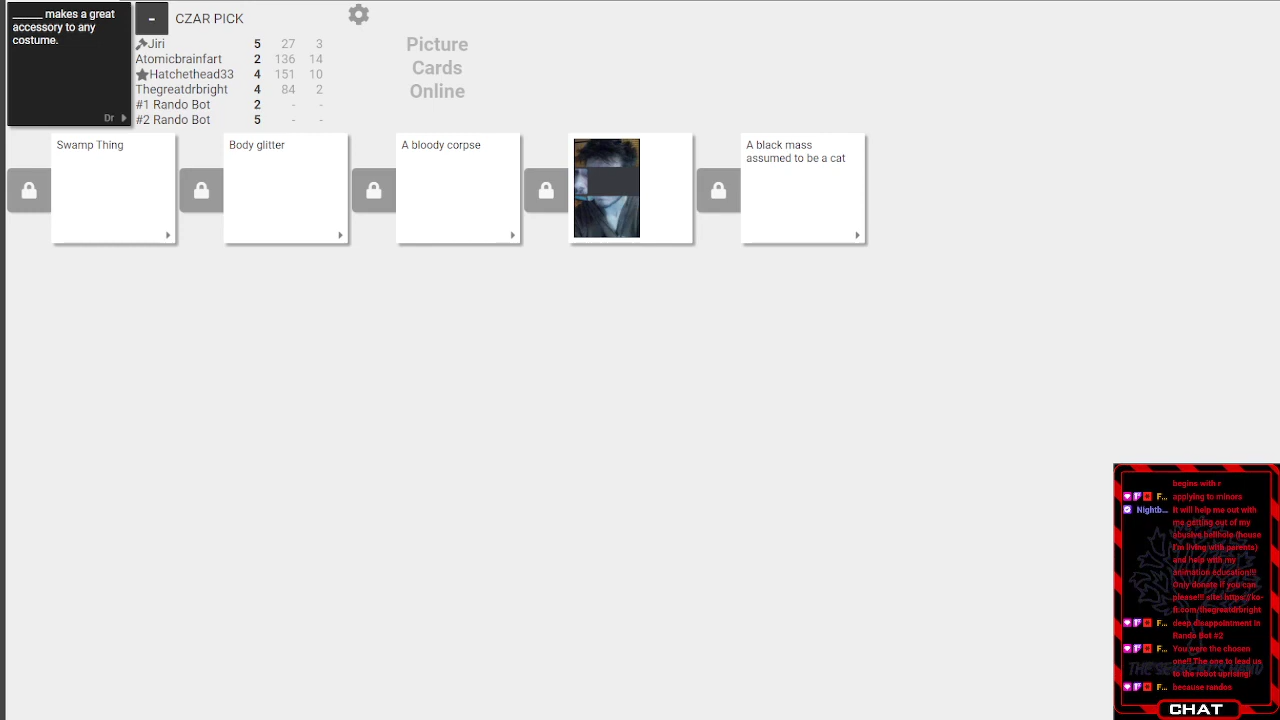 _____ makes a great
accessory to any
costume.
Dr
-
CZAR PICK
Jiri 5 27 3
Atomicbrainfart 2 136 14
Hatchethead33 4 151 10
Thegreatdrbright 4 84 2
#1 Rando Bot 2 - -
#2 Rando Bot 5 - -
Picture
Cards
Online
Swamp Thing
Body glitter
A bloody corpse
A black mass
assumed to be a cat
begins with r
F... applying to minors
Nightb... It will help me out with
me getting out of my
abusive hellhole (house
I'm living with parents)
and help with my
animation education!!!
Only donate if you can
please!!! site! https://ko-
fi.com/thegreatdrbright
F... deep disappointment in
Rando Bot #2
F... You were the chosen
one!! The one to lead us
to the robot uprising!
F... because randos
CHAT